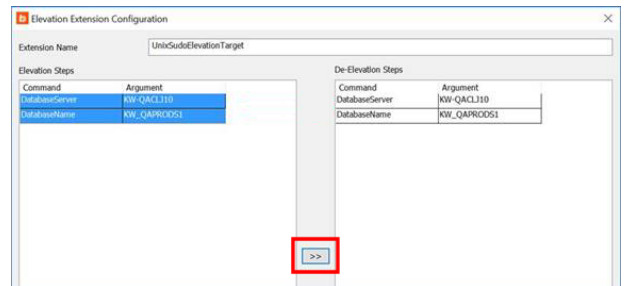 Elevation Extension Configuration
Extension Name UnixSudoElevationTarget
Elevation Steps De-Elevation Steps
Command Argument Command Argument
DatabaseServer KW-QACLJ10 DatabaseServer KW-QACLJ10
DatabaseName KW_QAPRODS1 DatabaseName KW_QAPRODS1
>>